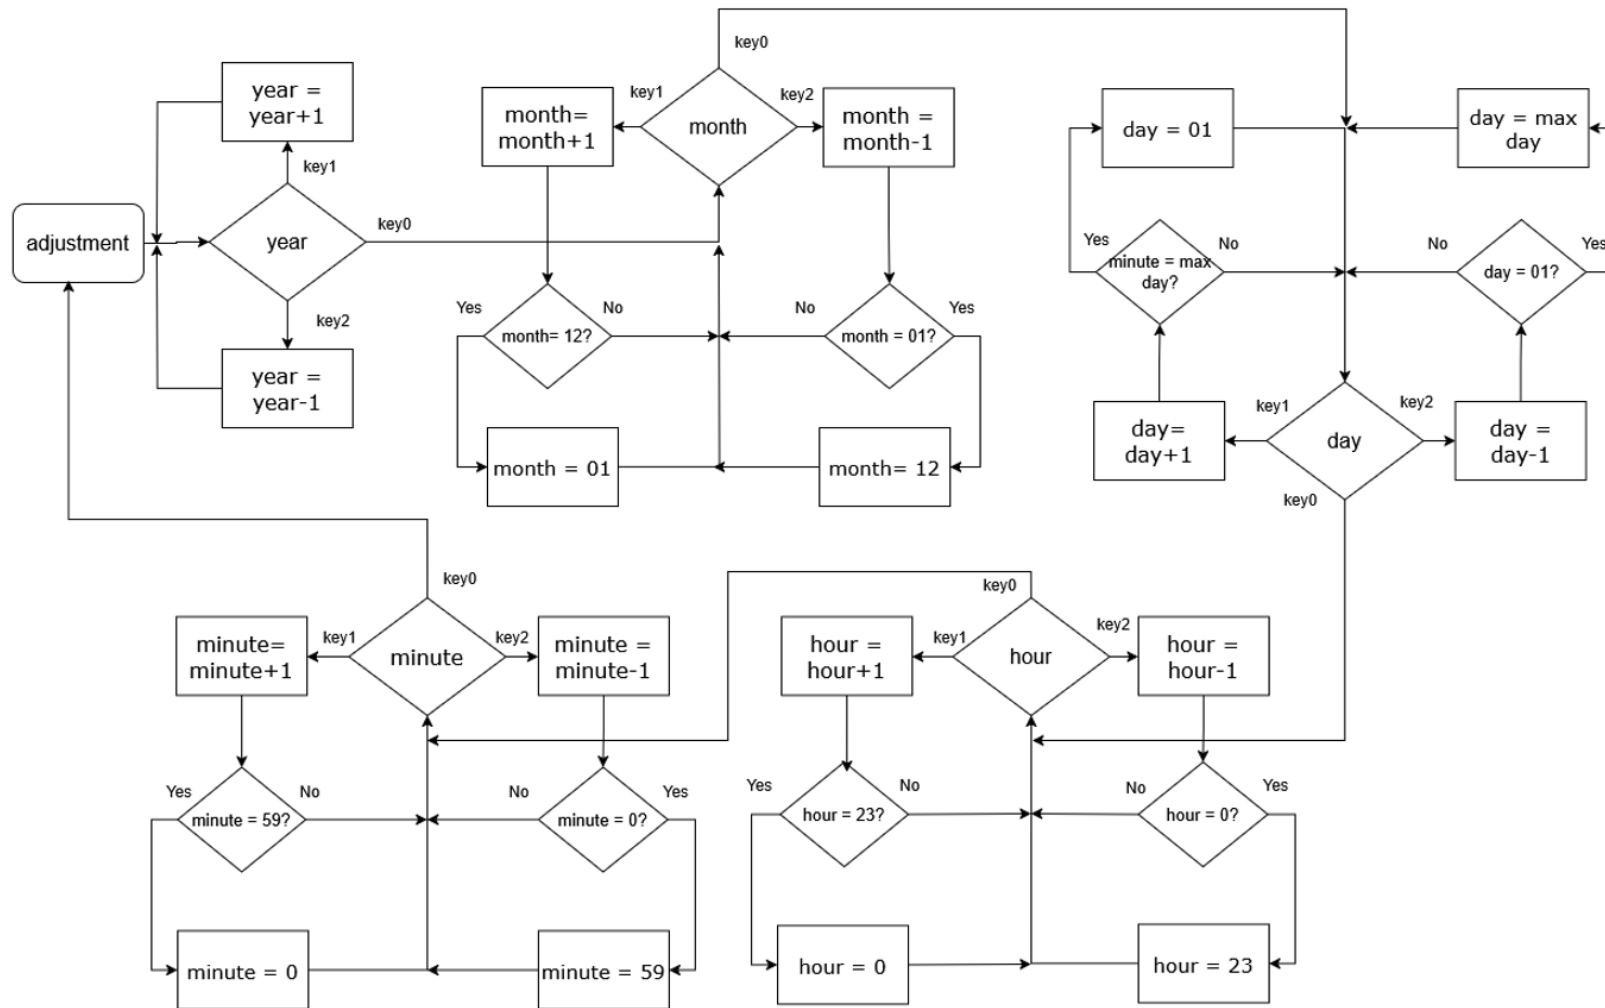 key0
year =
year+1
month=
month+1
key1
month
key2
month =
month-1
day = 01
day = max
day
key1
adjustment
year
key0
key2
year =
year-1
Yes
month= 12?
No
No
month = 01?
Yes
month = 01
month= 12
Yes
minute = max
day?
No
No
day = 01?
Yes
day=
day+1
key1
day
key2
day =
day-1
key0
key0
minute=
minute+1
key1
minute
key2
minute =
minute-1
key0
hour =
hour+1
key1
hour
key2
hour =
hour-1
Yes
minute = 59?
No
No
minute = 0?
Yes
Yes
hour = 23?
No
No
hour = 0?
Yes
minute = 0
minute = 59
hour = 0
hour = 23